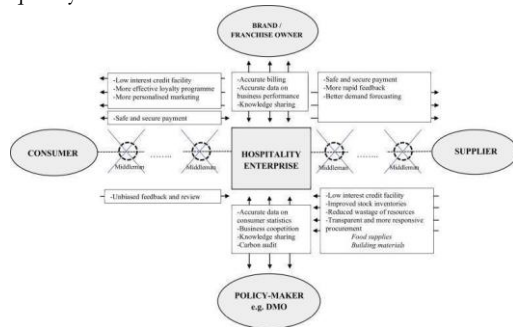 BRAND /
FRANCHISE OWNER
-Low interest credit facility
-More effective loyalty programme
-More personalised marketing
-Accurate billing
-Accurate data on
business performance
-Knowledge sharing
-Safe and secure payment
-More rapid feedback
-Better demand forecasting
-Safe and secure payment
CONSUMER
Middleman
........
Middleman
HOSPITALITY
ENTERPRISE
Middleman
........
Middleman
SUPPLIER
-Unbiased feedback and review
-Accurate data on
consumer statistics
-Business coopetition
-Knowledge sharing
-Carbon audit
-Low interest credit facility
-Improved stock inventories
-Reduced wastage of resources
-Transparent and more responsive
procurement
Food supplies
Building materials
POLICY-MAKER
e.g. DMO